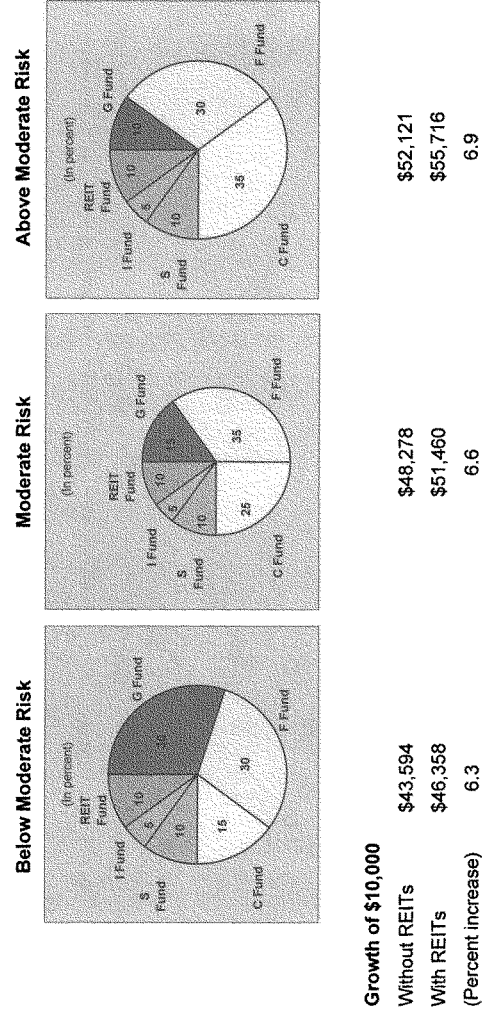 Below Moderate Risk
(In percent)
REIT
Fund
G Fund
I Fund
S
Fund
C Fund
F Fund
10
5
10
15
30
30
Moderate Risk
(In percent)
REIT
Fund
G Fund
I Fund
S
Fund
C Fund
F Fund
10
5
10
25
35
15
Above Moderate Risk
(In percent)
REIT
Fund
G Fund
I Fund
S
Fund
C Fund
F Fund
10
5
10
35
30
10
Growth of $10,000
Without REITs $43,594 $48,278 $52,121
With REITs $46,358 $51,460 $55,716
(Percent increase) 6.3 6.6 6.9